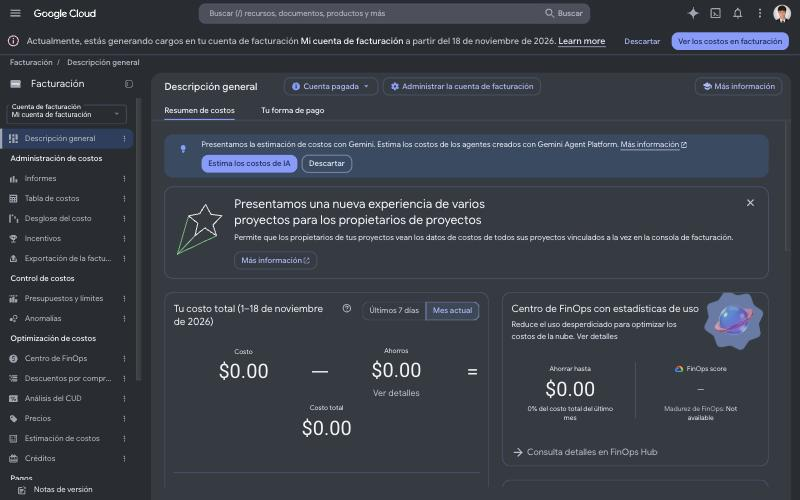 Google Cloud
Buscar (/) recursos, documentos, productos y más
Buscar
Actualmente, estás generando cargos en tu cuenta de facturación Mi cuenta de facturación a partir del 18 de noviembre de 2026. Learn more
Descartar
Ver los costos en facturación
Facturación / Descripción general
Facturación
Cuenta de facturación
Mi cuenta de facturación
Descripción general
Administración de costos
Informes
Tabla de costos
Desglose del costo
Incentivos
Exportación de la factu...
Control de costos
Presupuestos y límites
Anomalías
Optimización de costos
Centro de FinOps
Descuentos por compr...
Análisis del CUD
Precios
Estimación de costos
Créditos
Pagos
Notas de versión
Descripción general
Cuenta pagada
Administrar la cuenta de facturación
Más información
Resumen de costos
Tu forma de pago
Presentamos la estimación de costos con Gemini. Estima los costos de los agentes creados con Gemini Agent Platform. Más información
Estima los costos de IA
Descartar
Presentamos una nueva experiencia de varios
proyectos para los propietarios de proyectos
Permite que los propietarios de tus proyectos vean los datos de costos de todos sus proyectos vinculados a la vez en la consola de facturación.
Más información
Tu costo total (1–18 de noviembre
de 2026)
Últimos 7 días
Mes actual
Costo
$0.00
—
Ahorros
$0.00
Ver detalles
=
Costo total
$0.00
Centro de FinOps con estadísticas de uso
Reduce el uso desperdiciado para optimizar los
costos de la nube. Ver detalles
Ahorrar hasta
$0.00
0% del costo total del último
mes
FinOps score
–
Madurez de FinOps: Not
available
Consulta detalles en FinOps Hub